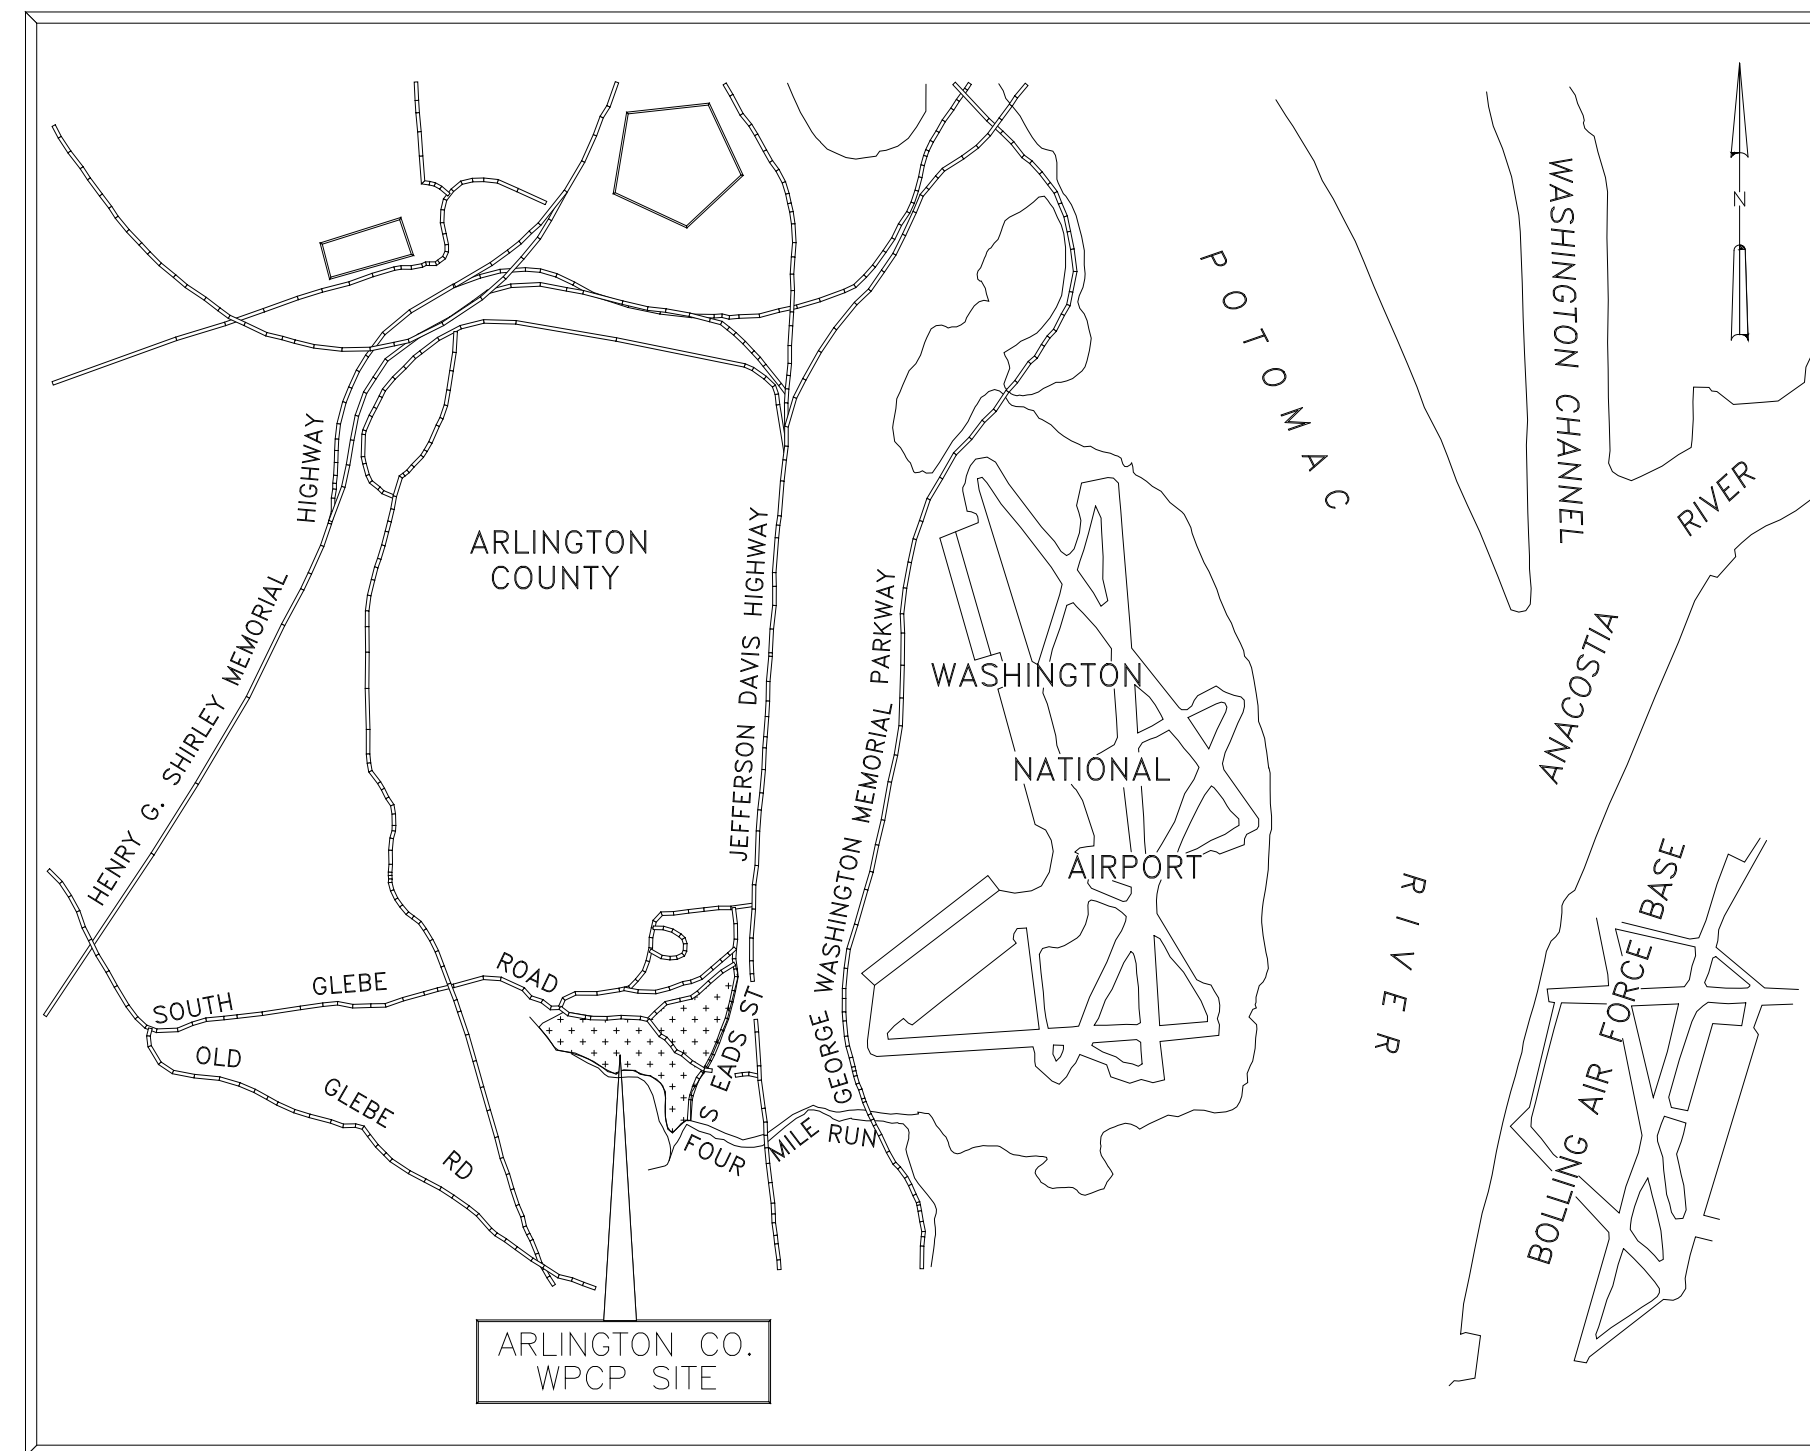 N
WASHINGTON CHANNEL
POTOMAC
RIVER
ANACOSTIA
RIVER
HIGHWAY
HENRY G. SHIRLEY MEMORIAL
ARLINGTON
COUNTY
JEFFERSON DAVIS HIGHWAY
GEORGE WASHINGTON MEMORIAL PARKWAY
WASHINGTON
NATIONAL
AIRPORT
BOLLING AIR FORCE BASE
SOUTH GLEBE ROAD
OLD GLEBE RD
S EADS ST
FOUR MILE RUN
ARLINGTON CO.
WPCP SITE